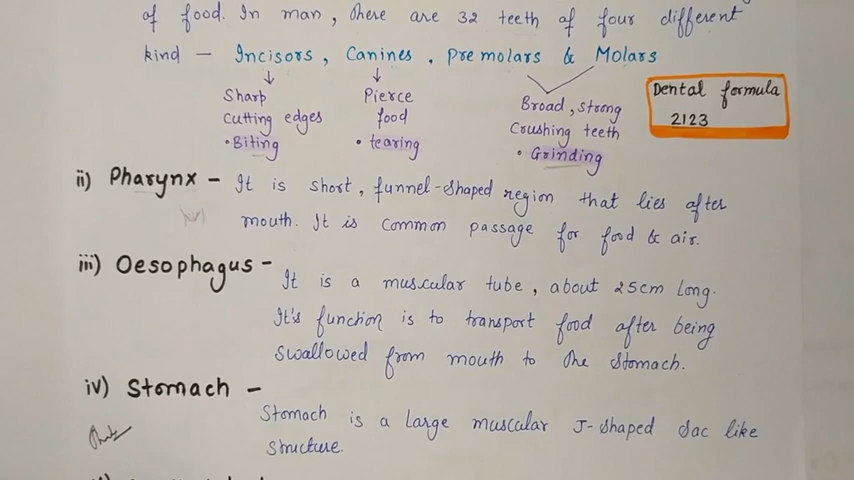 of food. In man, there are 32 teeth of four different
kind - Incisors, Canines, Premolars & Molars
Sharp
cutting edges
• Biting
Pierce
food
• tearing
Broad, strong
Crushing teeth
• Grinding
Dental formula
2123
ii) Pharynx - It is short, funnel-shaped region that lies after
mouth. It is common passage for food & air.
iii) Oesophagus - It is a muscular tube, about 25cm long.
It's function is to transport food after being
swallowed from mouth to the stomach.
iv) Stomach -
Stomach is a large muscular J-shaped sac like
structure.